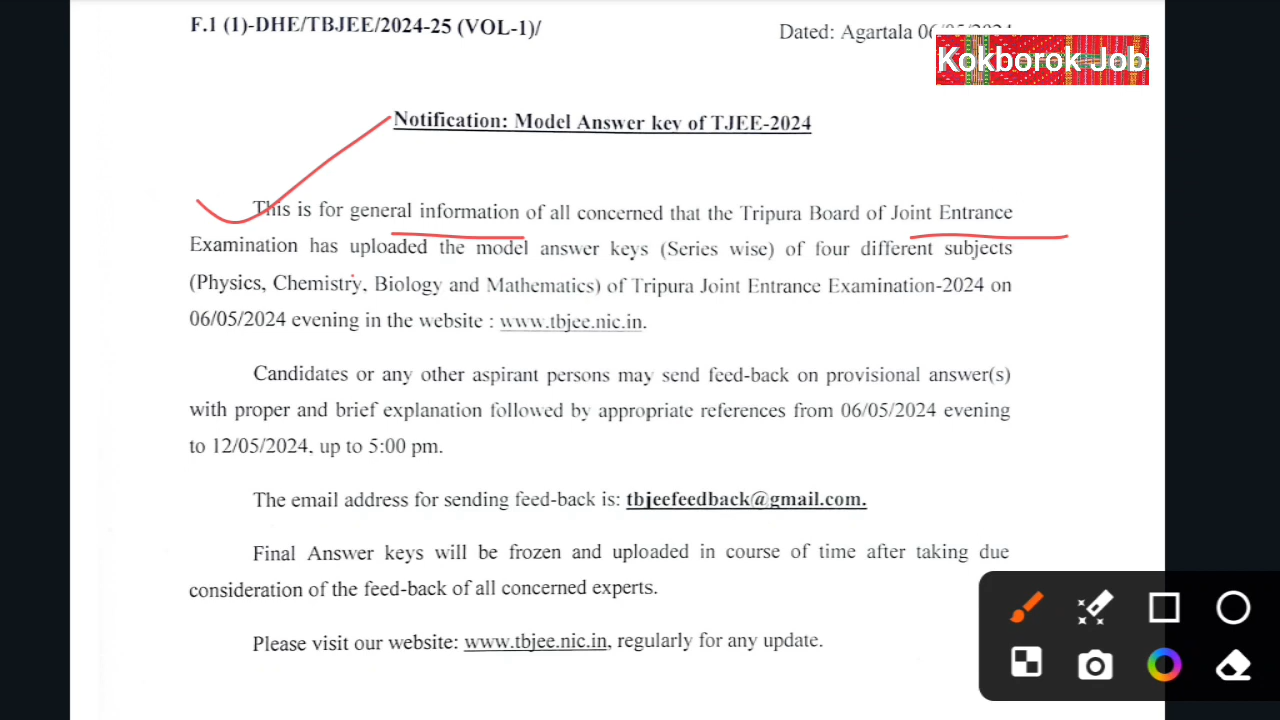 F.1 (1)-DHE/TBJEE/2024-25 (VOL-1)/
Dated: Agartala
Kokborok Job
Notification: Model Answer key of TJEE-2024
This is for general information of all concerned that the Tripura Board of Joint Entrance
Examination has uploaded the model answer keys (Series wise) of four different subjects
(Physics, Chemistry, Biology and Mathematics) of Tripura Joint Entrance Examination-2024 on
06/05/2024 evening in the website : www.tbjee.nic.in.
Candidates or any other aspirant persons may send feed-back on provisional answer(s)
with proper and brief explanation followed by appropriate references from 06/05/2024 evening
to 12/05/2024, up to 5:00 pm.
The email address for sending feed-back is: tbjeefeedback@gmail.com.
Final Answer keys will be frozen and uploaded in course of time after taking due
consideration of the feed-back of all concerned experts.
Please visit our website: www.tbjee.nic.in, regularly for any update.